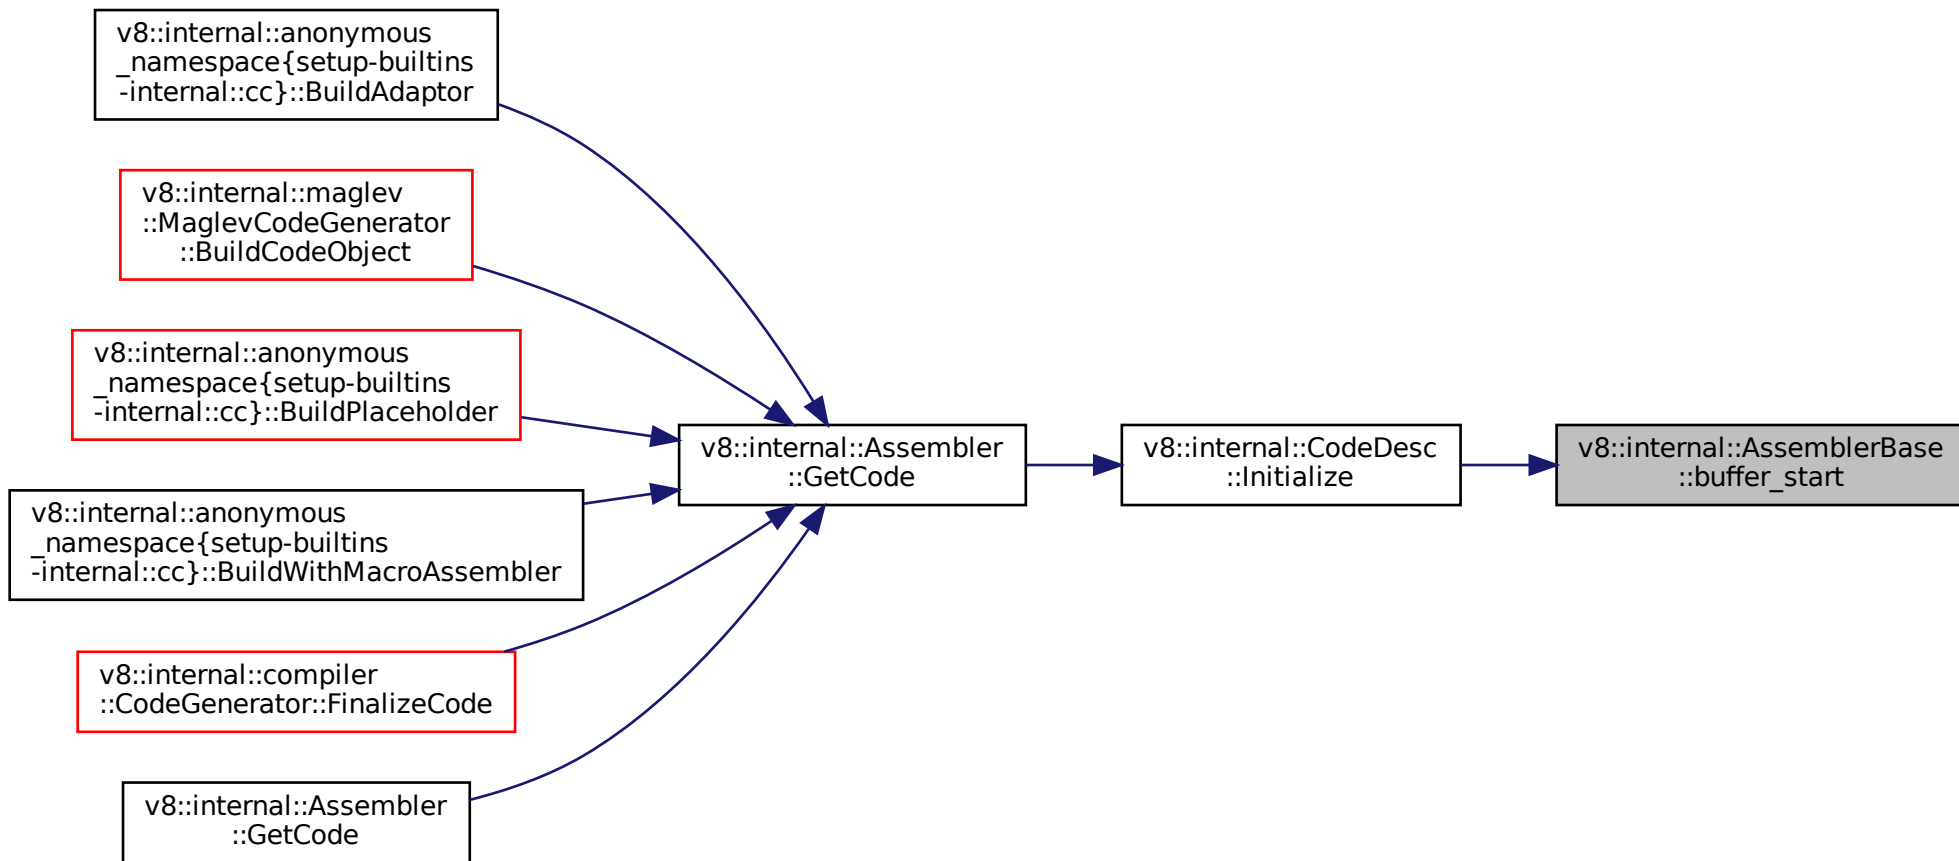 v8::internal::anonymous
_namespace{setup-builtins
-internal::cc}::BuildAdaptor
v8::internal::maglev
::MaglevCodeGenerator
::BuildCodeObject
v8::internal::anonymous
_namespace{setup-builtins
-internal::cc}::BuildPlaceholder
v8::internal::anonymous
_namespace{setup-builtins
-internal::cc}::BuildWithMacroAssembler
v8::internal::compiler
::CodeGenerator::FinalizeCode
v8::internal::Assembler
::GetCode
v8::internal::Assembler
::GetCode
v8::internal::CodeDesc
::Initialize
v8::internal::AssemblerBase
::buffer_start